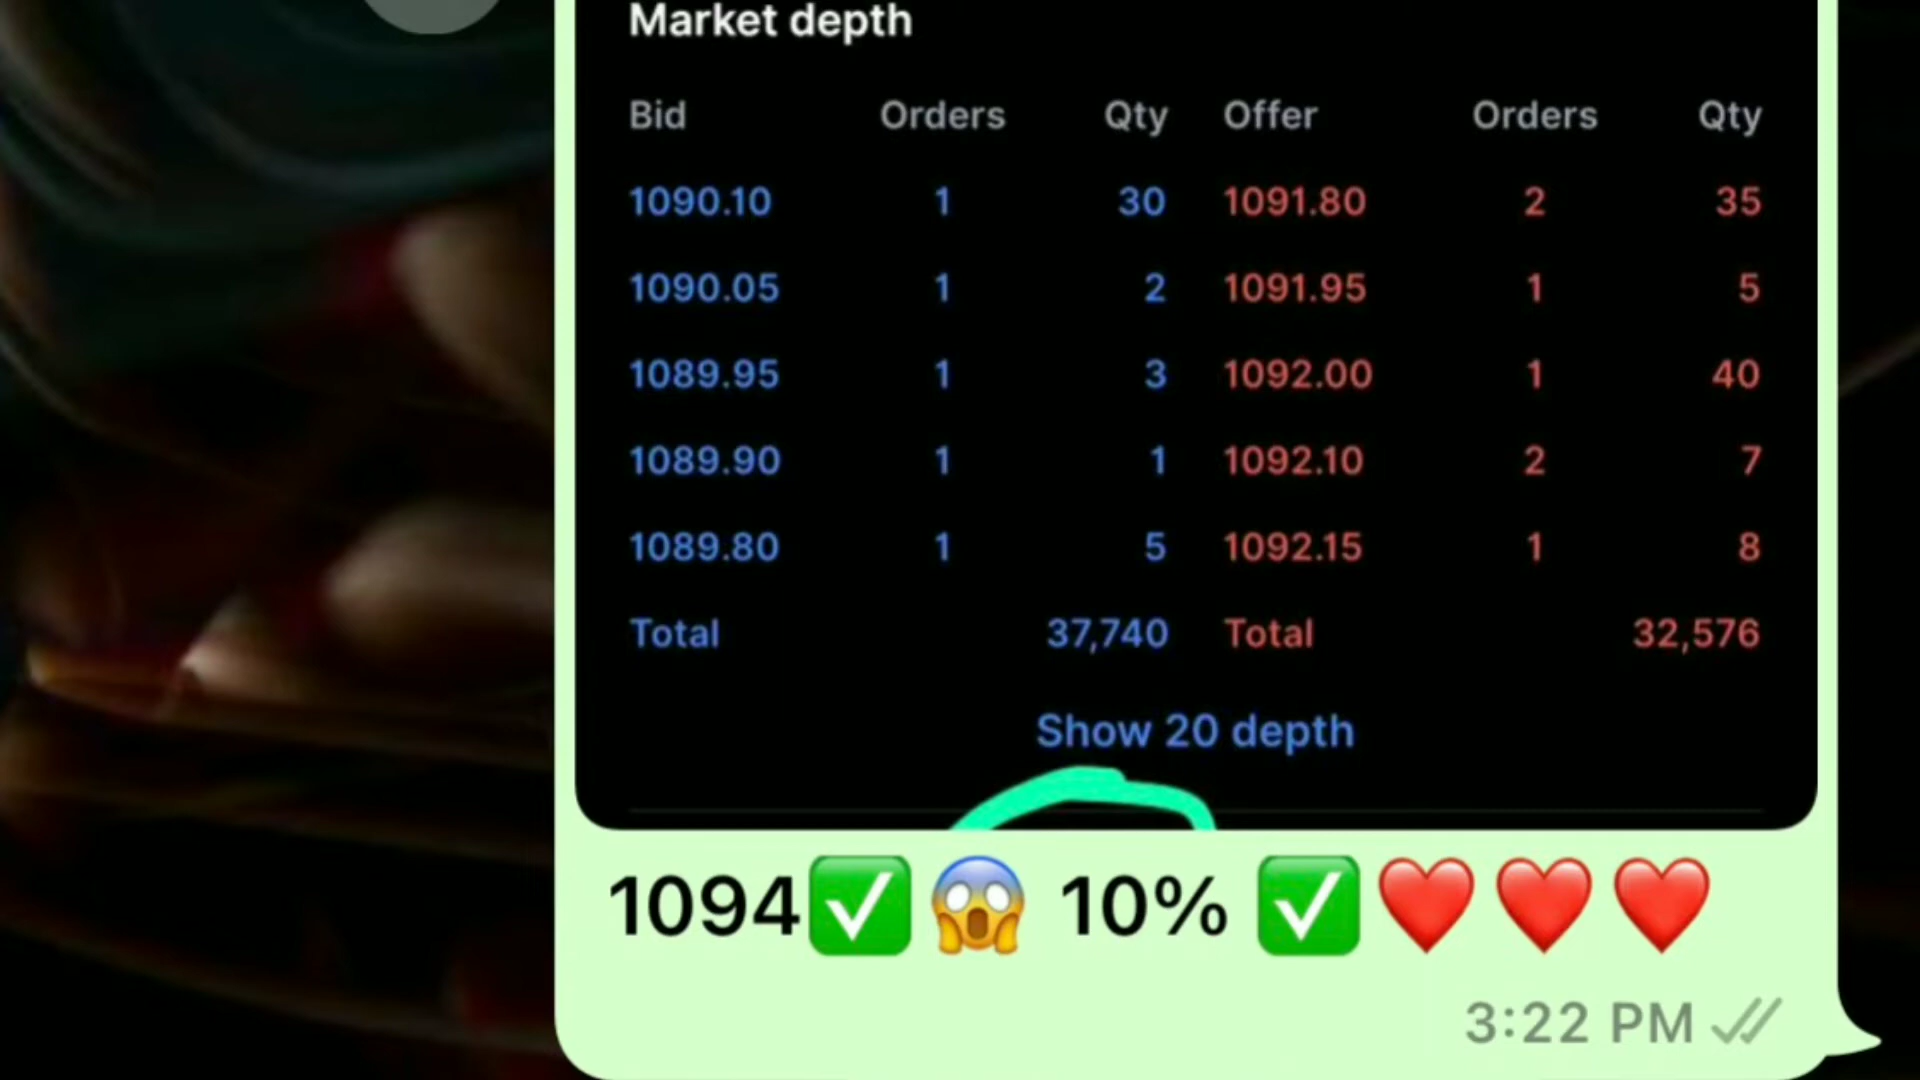 Market depth
Bid Orders Qty Offer Orders Qty
1090.10 1 30 1091.80 2 35
1090.05 1 2 1091.95 1 5
1089.95 1 3 1092.00 1 40
1089.90 1 1 1092.10 2 7
1089.80 1 5 1092.15 1 8
Total 37,740 Total 32,576
Show 20 depth
1094✅😱 10% ✅❤️❤️❤️
3:22 PM